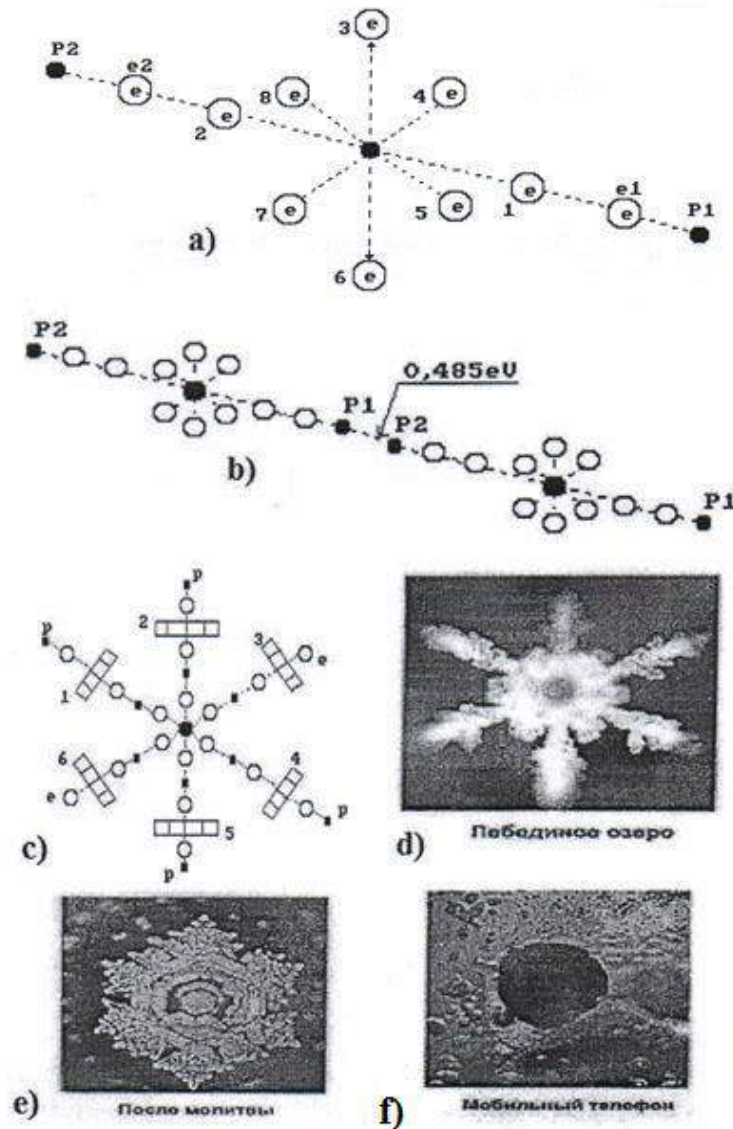 3
e
P2
e2
e
8
e
4
e
2
e
7
e
5
e
1
e
e1
e
P1
6
e
a)
P2
0,485eV
P1
P2
P1
b)
p
2
p
3
e
1
6
4
e
p
5
p
c)
d)
Лебединое озеро
e)
После молитвы
f)
Мобильный телефон